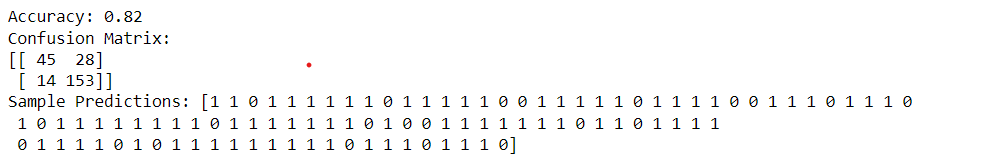 Accuracy: 0.82
Confusion Matrix:
[[ 45  28]
 [ 14 153]]
Sample Predictions: [1 1 0 1 1 1 1 1 1 0 1 1 1 1 1 0 0 1 1 1 1 1 0 1 1 1 1 0 0 1 1 1 0 1 1 1 0
 1 0 1 1 1 1 1 1 1 1 0 1 1 1 1 1 1 1 0 1 0 0 1 1 1 1 1 1 1 0 1 1 0 1 1 1 1
 0 1 1 1 1 0 1 0 1 1 1 1 1 1 1 1 1 0 1 1 1 0 1 1 1 0]